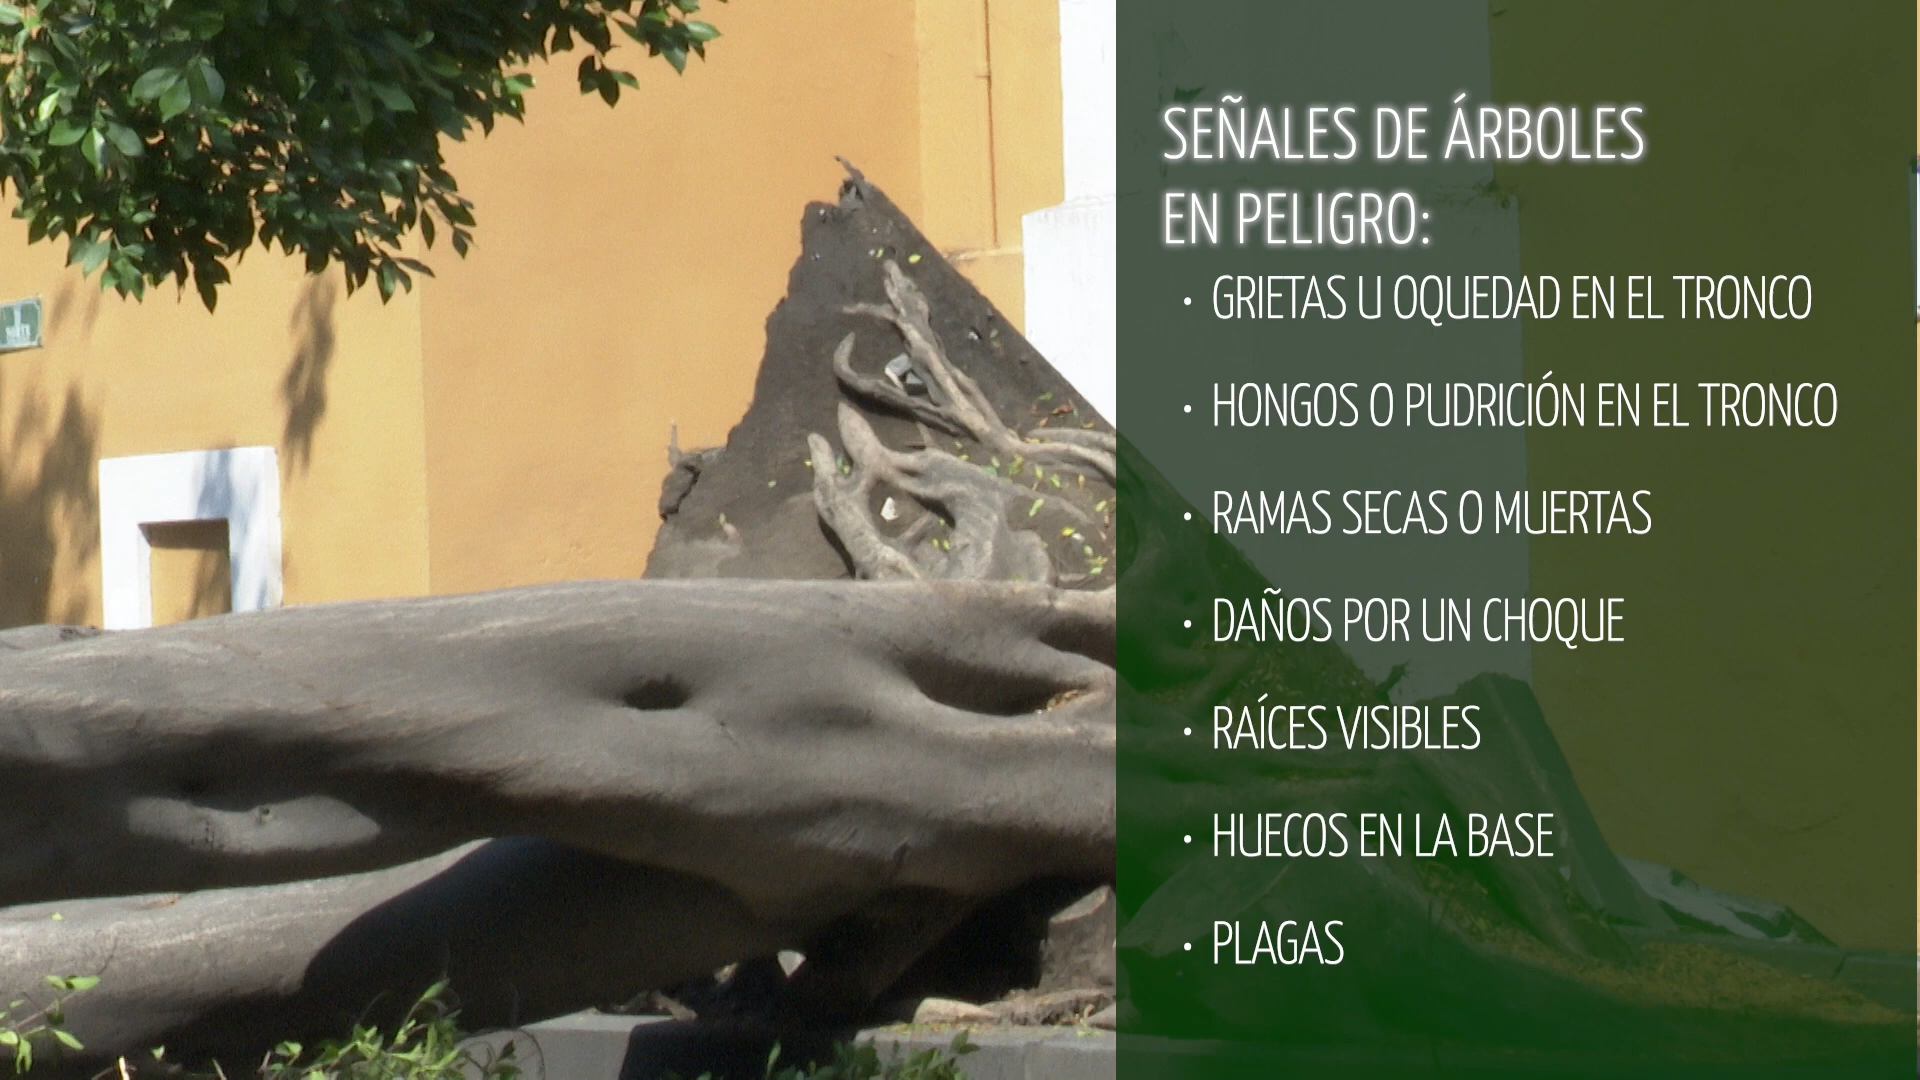 SEÑALES DE ÁRBOLES
EN PELIGRO:
• GRIETAS U OQUEDAD EN EL TRONCO
• HONGOS O PUDRICIÓN EN EL TRONCO
• RAMAS SECAS O MUERTAS
• DAÑOS POR UN CHOQUE
• RAÍCES VISIBLES
• HUECOS EN LA BASE
• PLAGAS